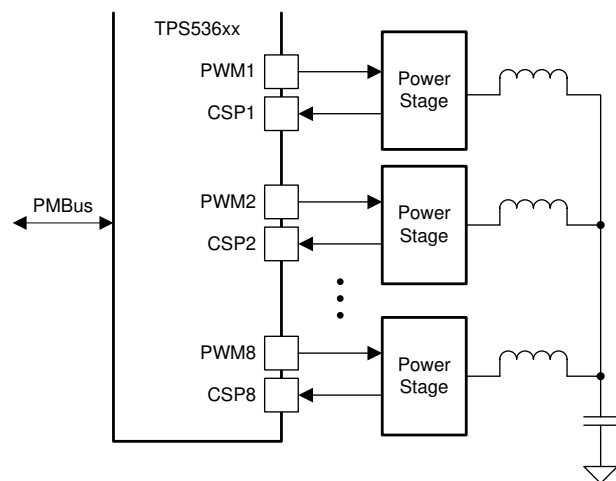 TPS536xx
PWM1
Power
Stage
CSP1
PMBus
PWM2
Power
Stage
CSP2
PWM8
Power
Stage
CSP8